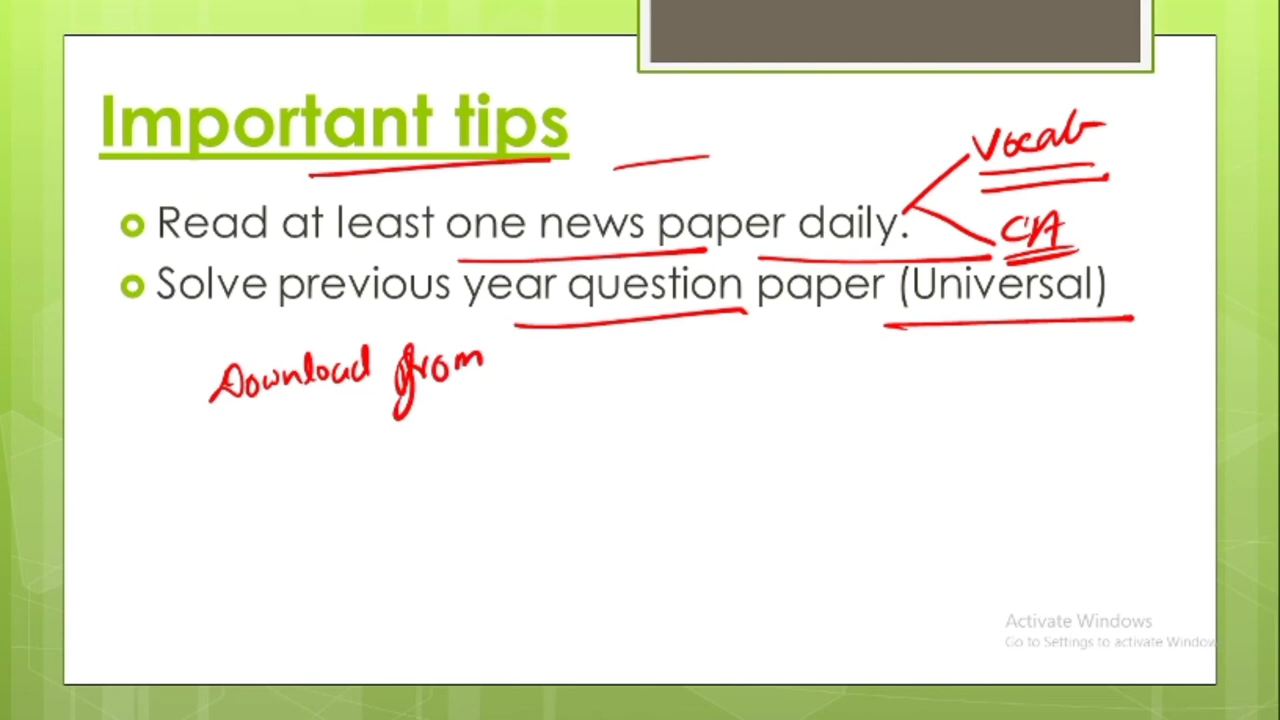 Important tips
Vocab
Read at least one news paper daily.
CA
Solve previous year question paper (Universal)
Download from
Activate Windows
Go to Settings to activate Window